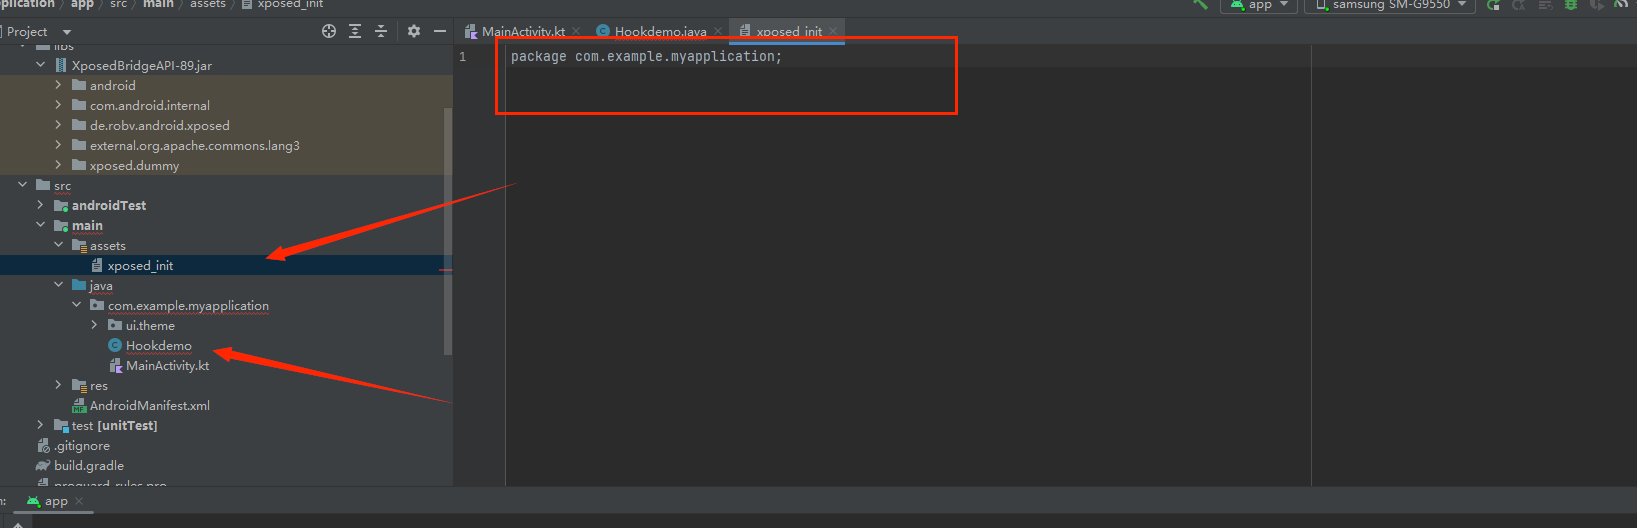 plication › app › src › main › assets › xposed_init
app
samsung SM-G9550
Project
MainActivity.kt
Hookdemo.java
xposed_init
libs
XposedBridgeAPI-89.jar
android
com.android.internal
de.robv.android.xposed
external.org.apache.commons.lang3
xposed.dummy
src
androidTest
main
assets
xposed_init
java
com.example.myapplication
ui.theme
Hookdemo
MainActivity.kt
res
AndroidManifest.xml
test [unitTest]
.gitignore
build.gradle
proguard-rules.pro
1 package com.example.myapplication;
n: app